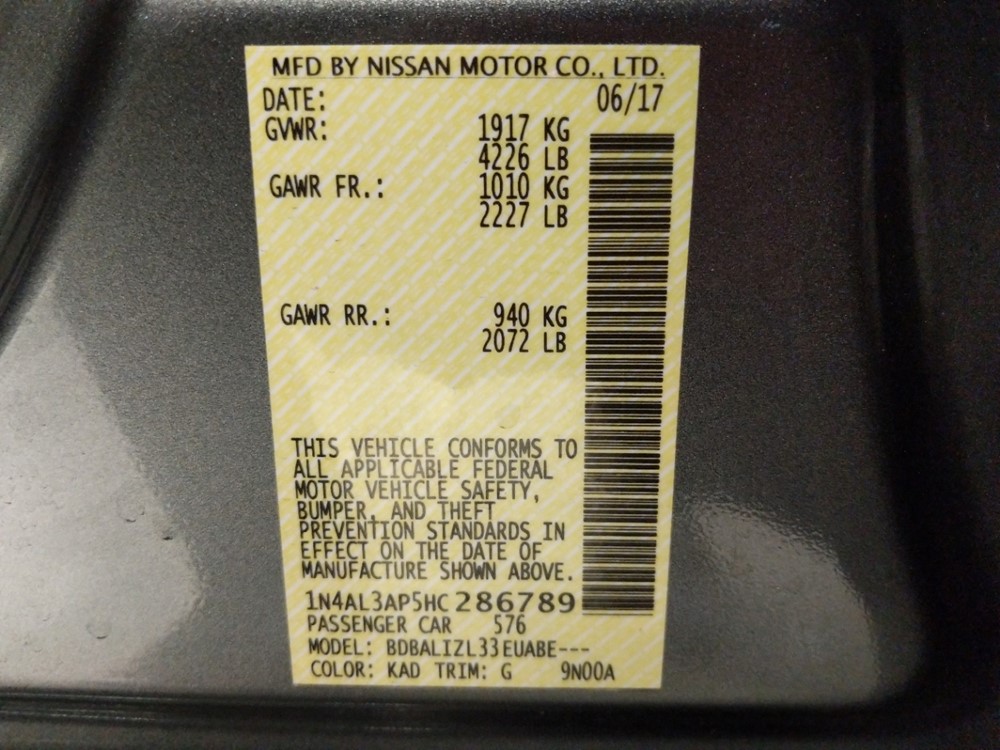 MFD BY NISSAN MOTOR CO., LTD.
DATE: 06/17
GVWR: 1917 KG
4226 LB
GAWR FR.: 1010 KG
2227 LB
GAWR RR.: 940 KG
2072 LB
THIS VEHICLE CONFORMS TO
ALL APPLICABLE FEDERAL
MOTOR VEHICLE SAFETY,
BUMPER, AND THEFT
PREVENTION STANDARDS IN
EFFECT ON THE DATE OF
MANUFACTURE SHOWN ABOVE.
1N4AL3AP5HC286789
PASSENGER CAR 576
MODEL: BDBALIZL33EUABE---
COLOR: KAD TRIM: G 9N00A